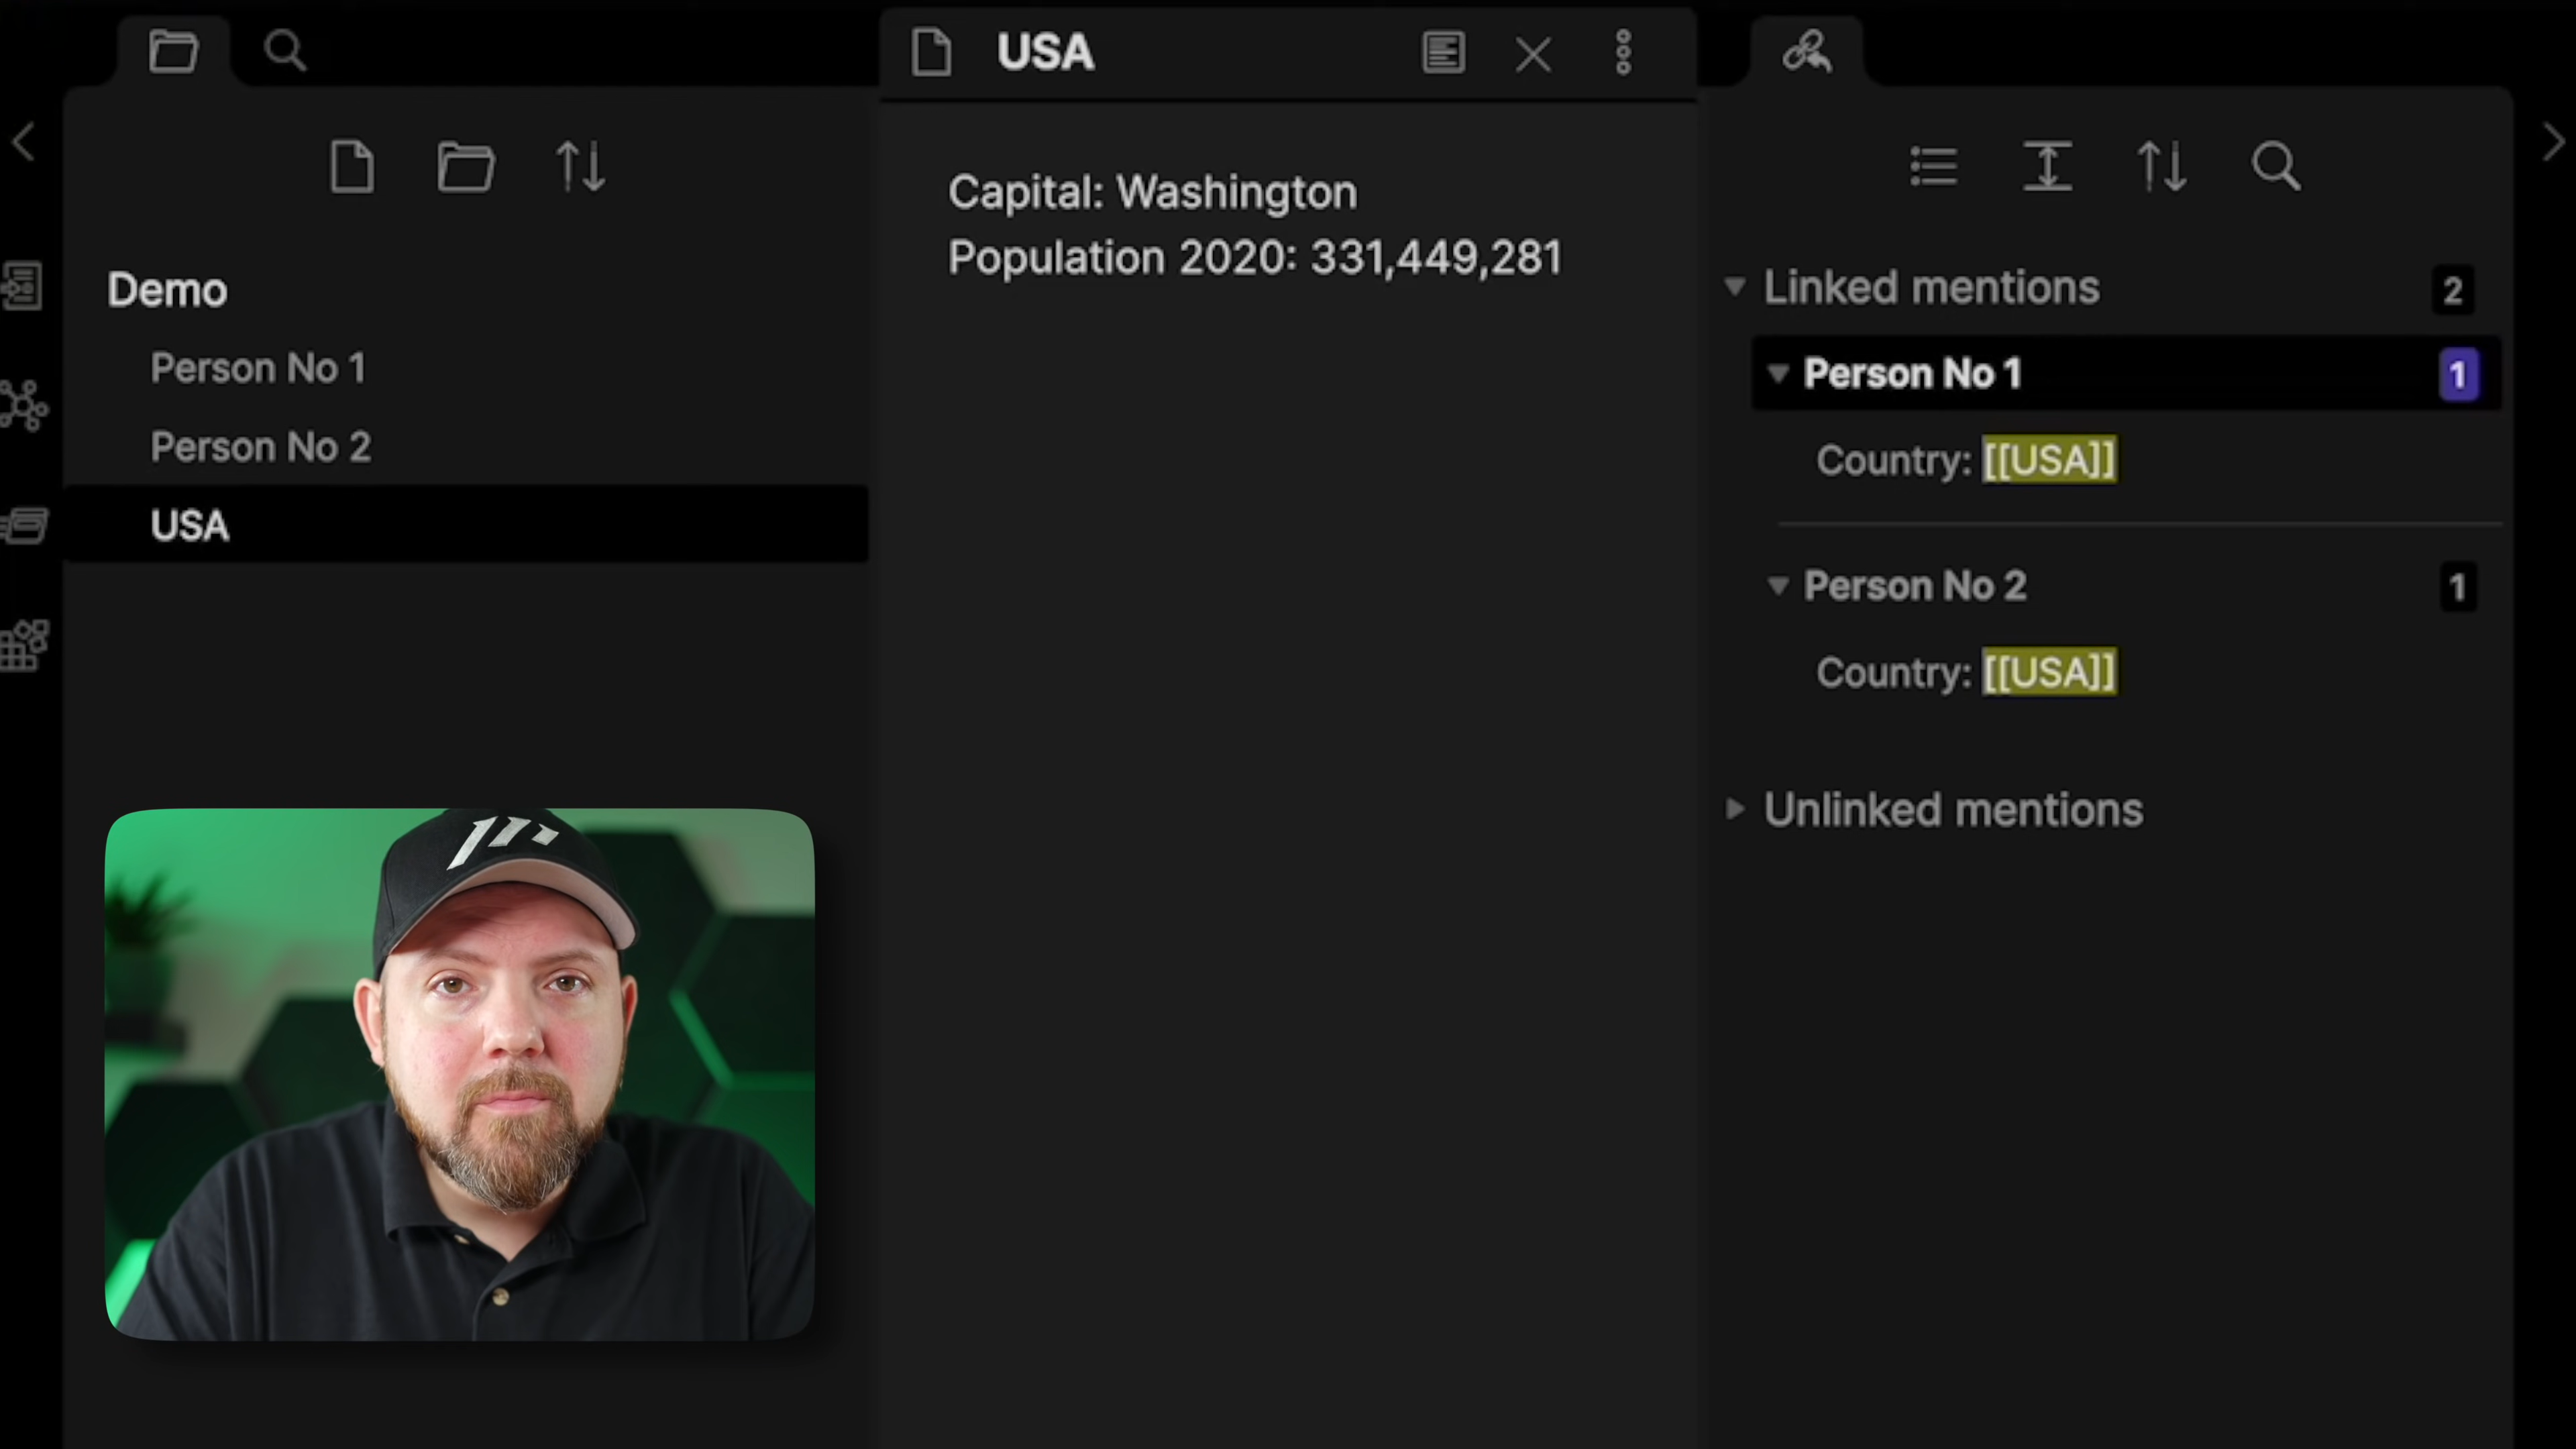 Demo
Person No 1
Person No 2
USA
USA
Capital: Washington
Population 2020: 331,449,281
Linked mentions 2
Person No 1 1
Country: [[USA]]
Person No 2 1
Country: [[USA]]
Unlinked mentions